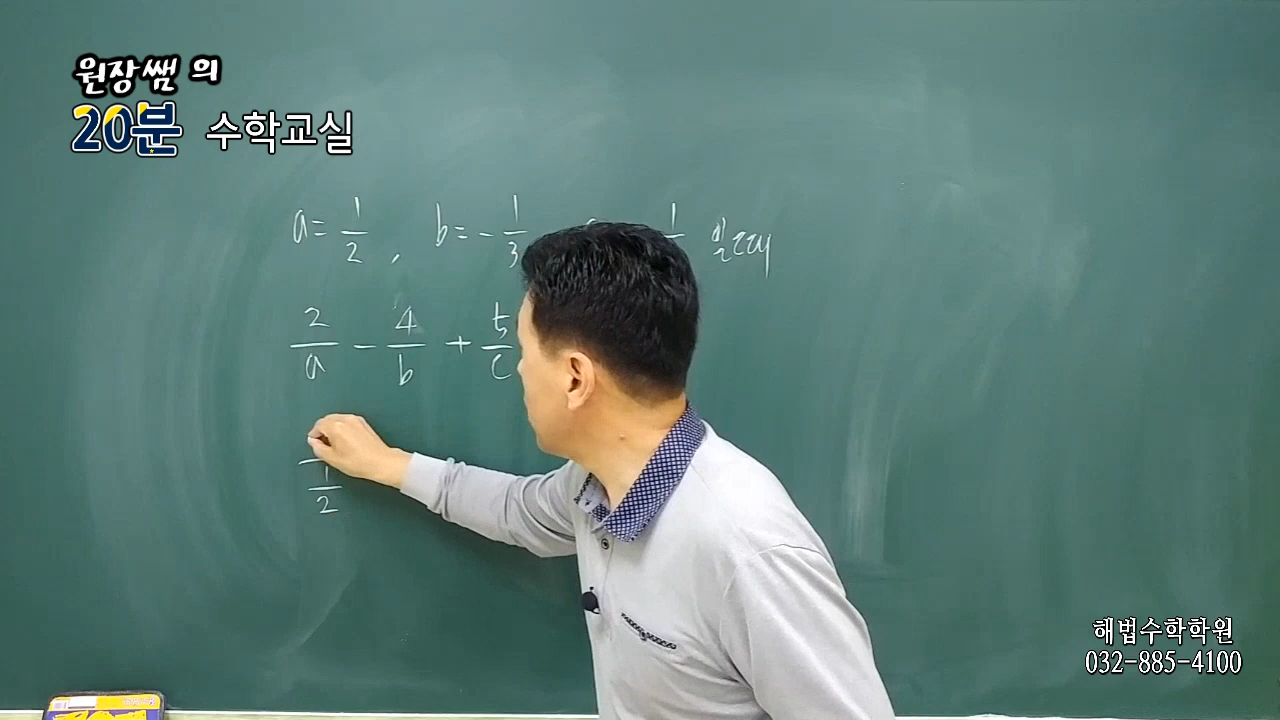 원장쌤 의
20분 수학교실
a = 1/2 , b = - 1/3 1 일 때
2/a - 4/b + 5/c
1/2
해법수학학원
032-885-4100